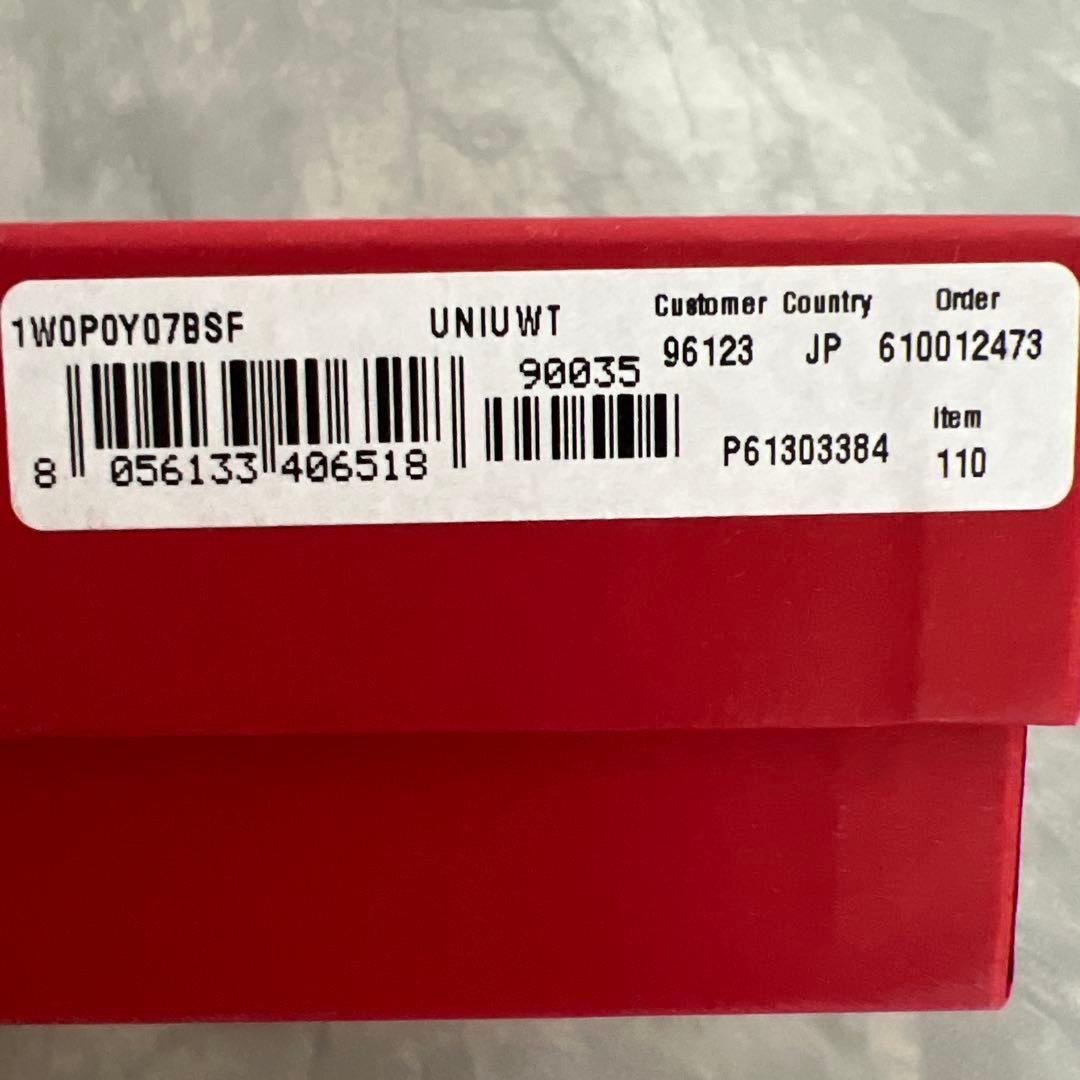 1W0P0Y07BSF UNIUWT Customer Country Order
90035 96123 JP 610012473
8 056133 406518 P61303384 Item
110